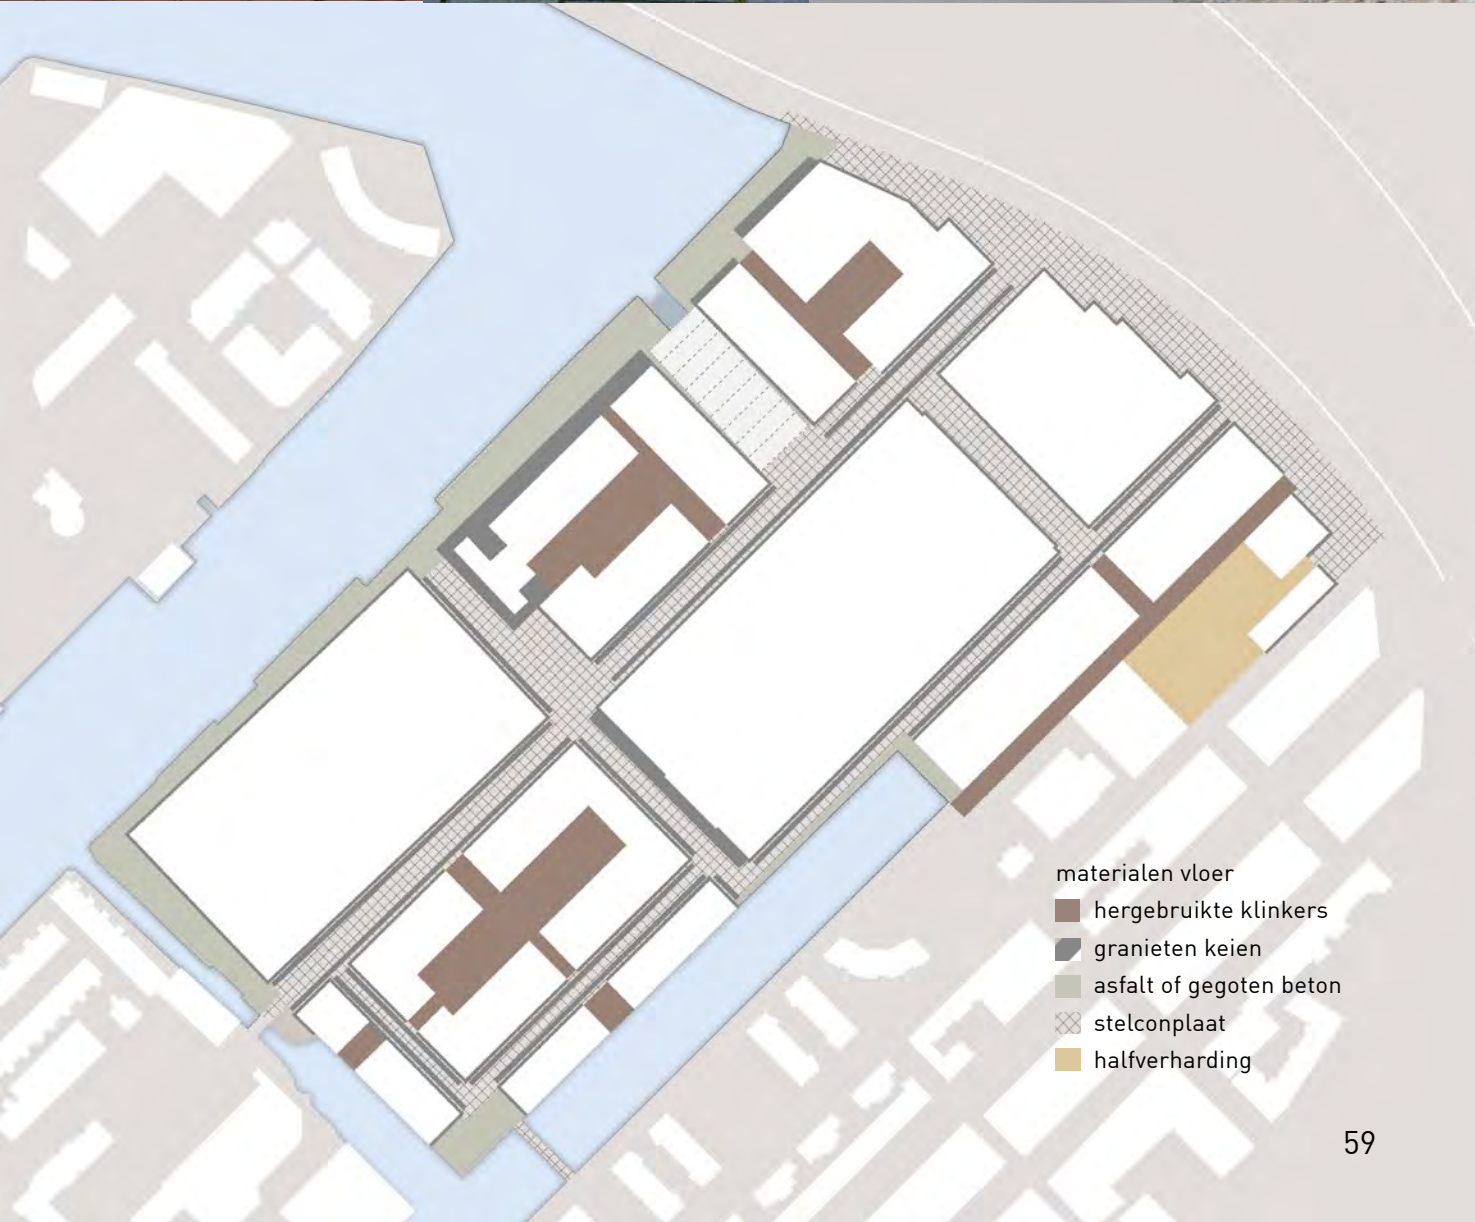 materialen vloer
hergebruikte klinkers
granieten keien
asfalt of gegoten beton
stelconplaat
halfverharding
59